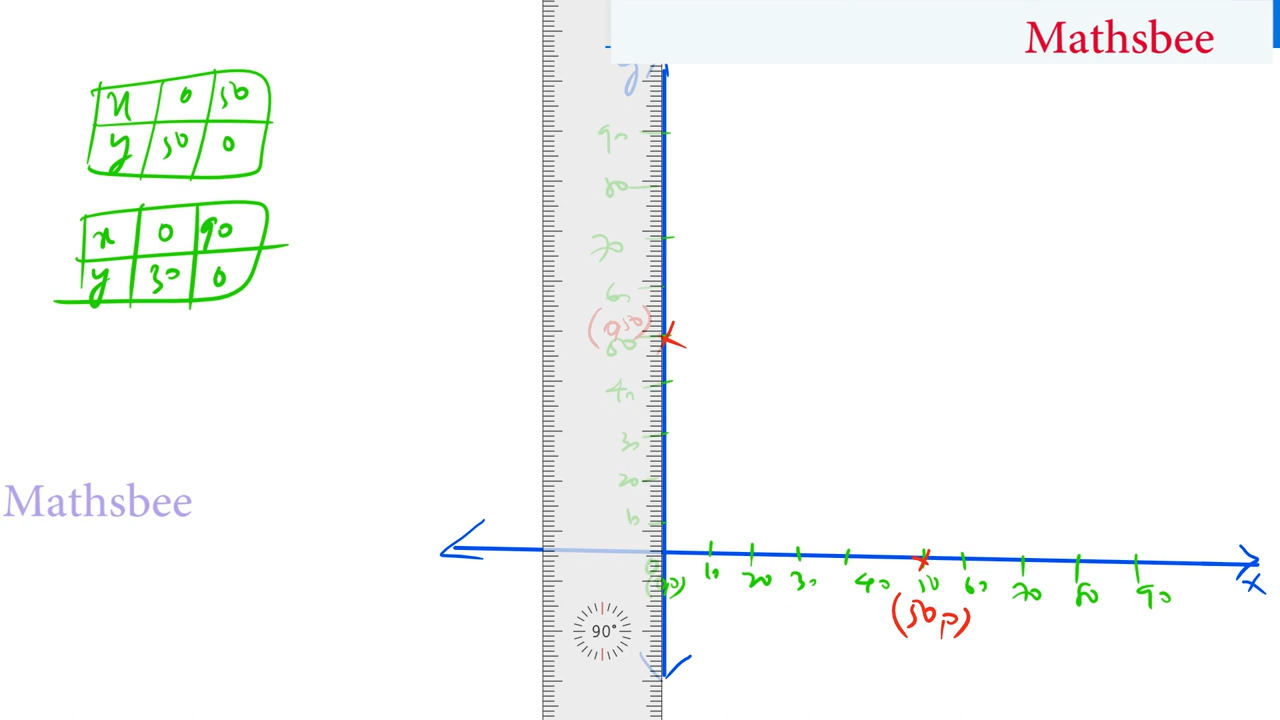 Mathsbee
x 0 50
y 50 0
x 0 90
y 30 0
y
90
80
70
60
(0,50)
50
40
30
20
10
Mathsbee
10 20 30 40 50 60 70 80 90
x
(50,0)
90°